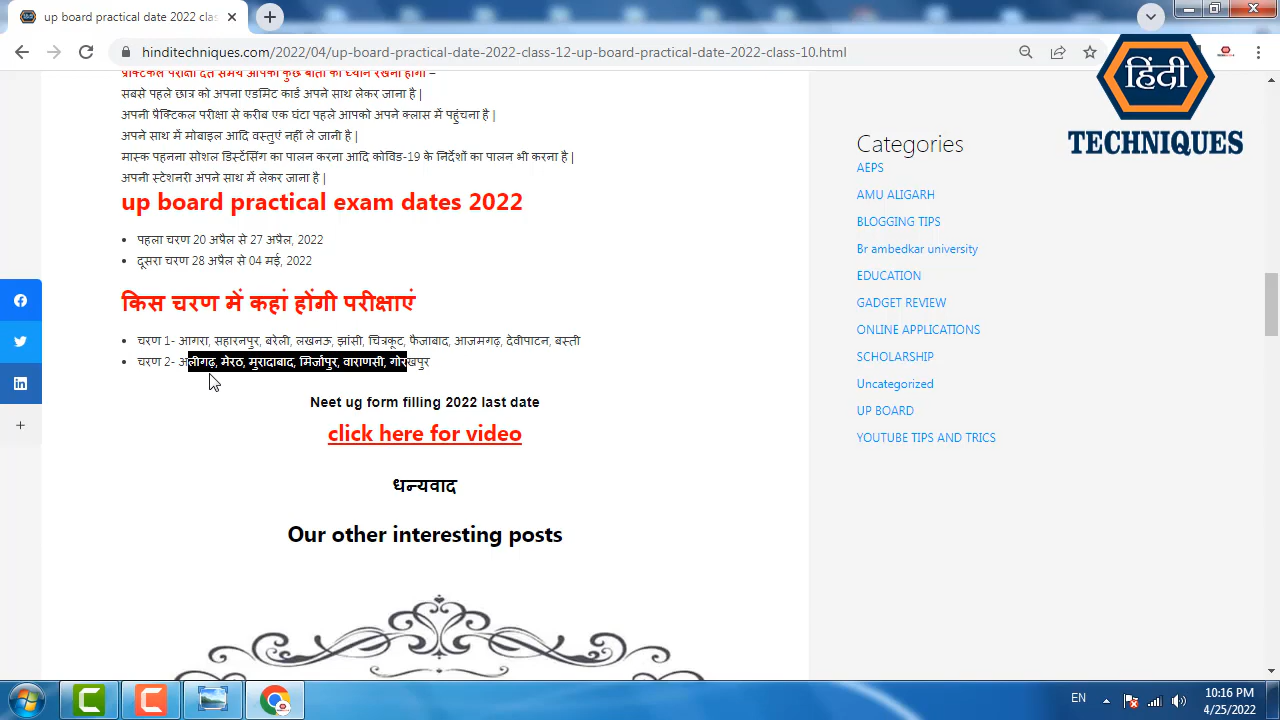 up board practical date 2022 clas
hinditechniques.com/2022/04/up-board-practical-date-2022-class-12-up-board-practical-date-2022-class-10.html
हिंदी
TECHNIQUES
प्रैक्टिकल परीक्षा देते समय आपको कुछ बातों का ध्यान रखना होगा –
सबसे पहले छात्र को अपना एडमिट कार्ड अपने साथ लेकर जाना है |
अपनी प्रैक्टिकल परीक्षा से करीब एक घंटा पहले आपको अपने क्लास में पहुंचना है |
अपने साथ में मोबाइल आदि वस्तुएं नहीं ले जानी है |
मास्क पहनना सोशल डिस्टेंसिंग का पालन करना आदि कोविड-19 के निर्देशों का पालन भी करना है |
अपनी स्टेशनरी अपने साथ में लेकर जाना है |
up board practical exam dates 2022
पहला चरण 20 अप्रैल से 27 अप्रैल, 2022
दूसरा चरण 28 अप्रैल से 04 मई, 2022
किस चरण में कहां होंगी परीक्षाएं
चरण 1- आगरा, सहारनपुर, बरेली, लखनऊ, झांसी, चित्रकूट, फैजाबाद, आजमगढ़, देवीपाटन, बस्ती
चरण 2- अलीगढ़, मेरठ, मुरादाबाद, मिर्जापुर, वाराणसी, गोरखपुर
Neet ug form filling 2022 last date
click here for video
धन्यवाद
Our other interesting posts
Categories
AEPS
AMU ALIGARH
BLOGGING TIPS
Br ambedkar university
EDUCATION
GADGET REVIEW
ONLINE APPLICATIONS
SCHOLARSHIP
Uncategorized
UP BOARD
YOUTUBE TIPS AND TRICS
EN
10:16 PM
4/25/2022